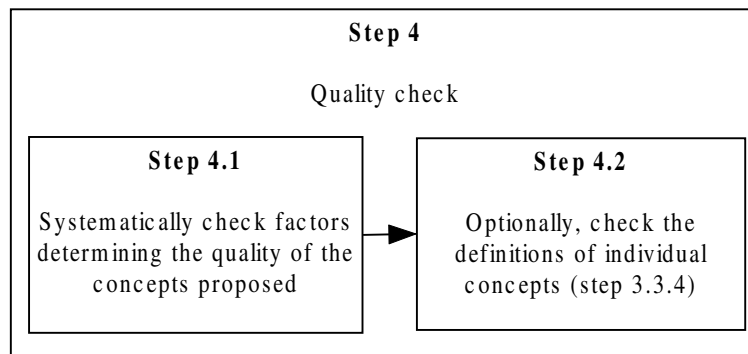 Step 4
Quality check
Step 4.1
Systematically check factors
determining the quality of the
concepts proposed
Step 4.2
Optionally, check the
definitions of individual
concepts (step 3.3.4)